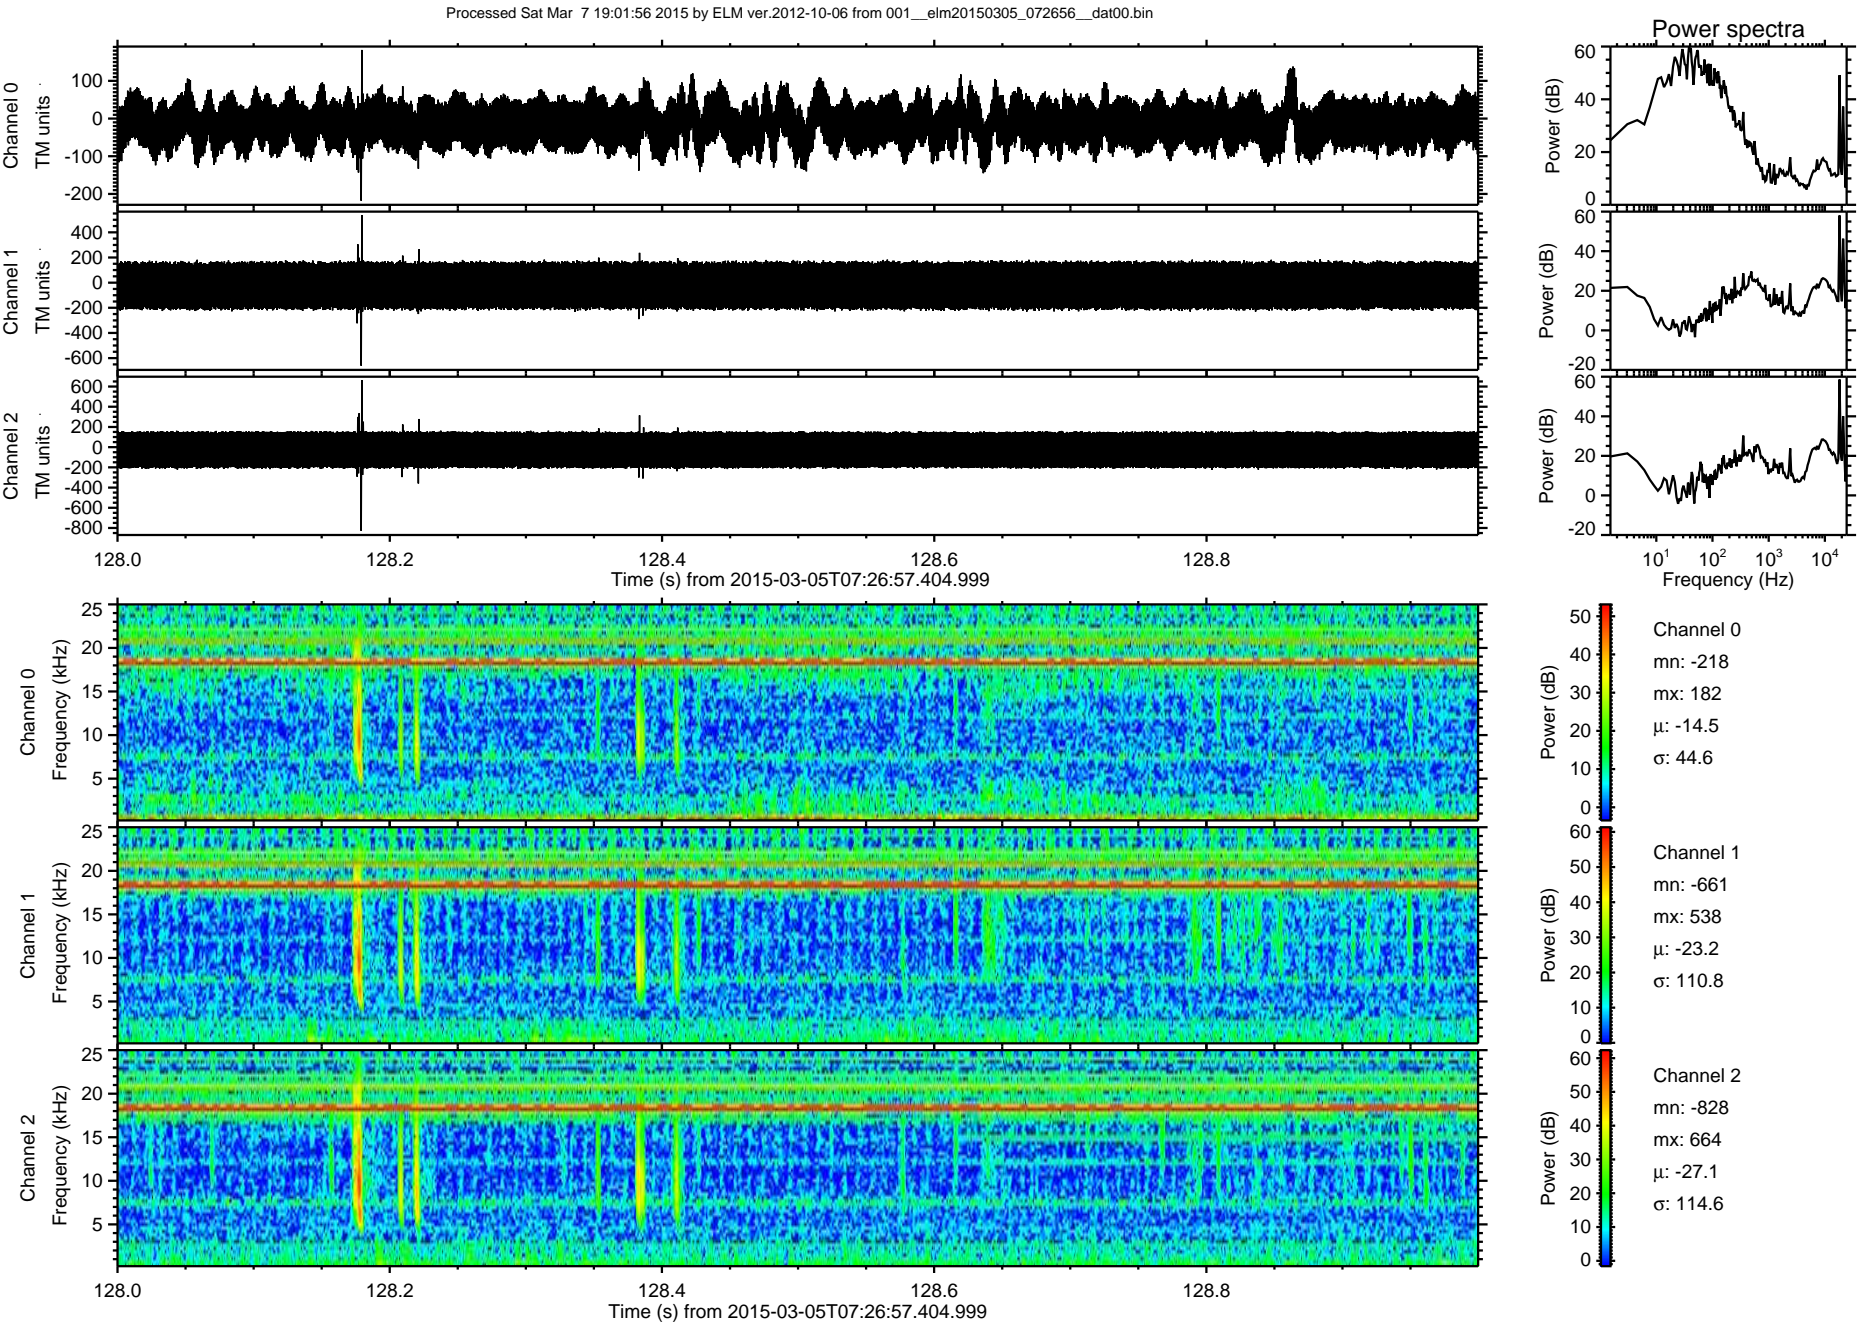 Processed Sat Mar  7 19:01:56 2015 by ELM ver.2012-10-06 from 001__elm20150305_072656__dat00.bin
Power spectra
Channel 0
TM units
100
0
-100
-200
Power (dB)
60
40
20
0
Channel 1
TM units
400
200
0
-200
-400
-600
Power (dB)
60
40
20
0
-20
Channel 2
TM units
600
400
200
0
-200
-400
-600
-800
Power (dB)
60
40
20
0
-20
128.0 128.2 128.4 128.6 128.8
Time (s) from 2015-03-05T07:26:57.404.999
10¹ 10² 10³ 10⁴
Frequency (Hz)
Channel 0
Frequency (kHz)
25
20
15
10
5
Power (dB)
50
40
30
20
10
0
Channel 0
mn: -218
mx: 182
μ: -14.5
σ: 44.6
Channel 1
Frequency (kHz)
25
20
15
10
5
Power (dB)
60
50
40
30
20
10
0
Channel 1
mn: -661
mx: 538
μ: -23.2
σ: 110.8
Channel 2
Frequency (kHz)
25
20
15
10
5
Power (dB)
60
50
40
30
20
10
0
Channel 2
mn: -828
mx: 664
μ: -27.1
σ: 114.6
128.0 128.2 128.4 128.6 128.8
Time (s) from 2015-03-05T07:26:57.404.999